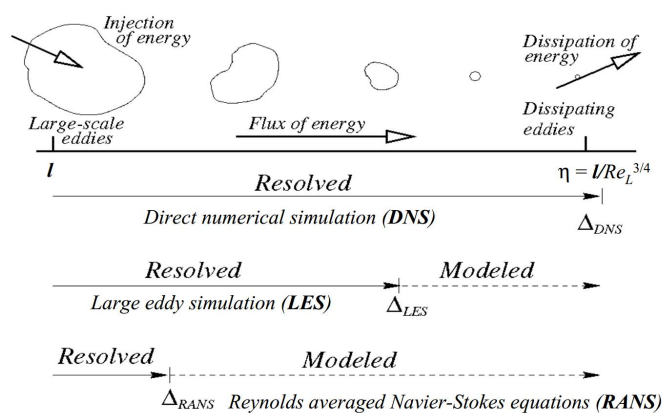 Injection
of energy
Dissipation of
energy
Large-scale
eddies
Flux of energy
Dissipating
eddies
l
η = l/Re_L^3/4
Resolved
Direct numerical simulation (DNS)
Δ_DNS
Resolved
Modeled
Large eddy simulation (LES)
Δ_LES
Resolved
Modeled
Δ_RANS
Reynolds averaged Navier-Stokes equations (RANS)